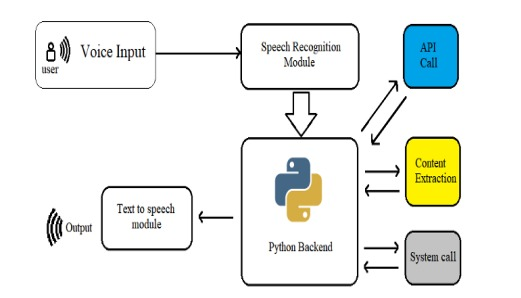 Voice Input
user
Speech Recognition
Module
API
Call
Content
Extraction
Python Backend
Text to speech
module
Output
System call